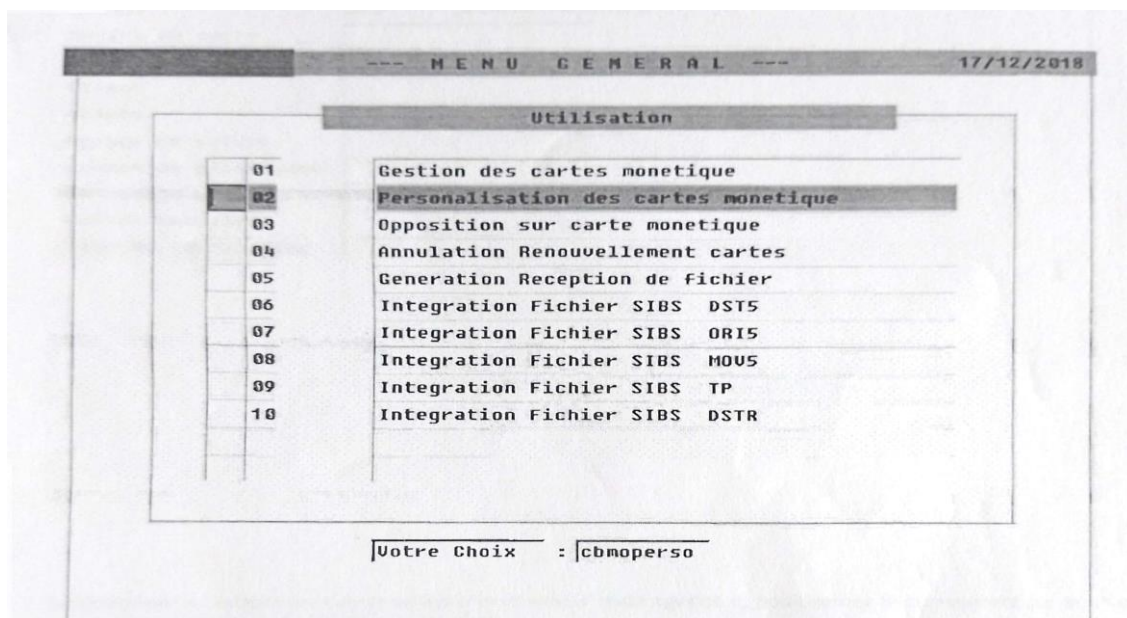 --- M E N U G E M E R A L --- 17/12/2018
Utilisation
01 Gestion des cartes monetique
02 Personalisation des cartes monetique
03 Opposition sur carte monetique
04 Annulation Renouvellement cartes
05 Generation Reception de fichier
06 Integration Fichier SIBS DST5
07 Integration Fichier SIBS ORI5
08 Integration Fichier SIBS MOV5
09 Integration Fichier SIBS TP
10 Integration Fichier SIBS DSTR
Votre Choix : cbmoperso